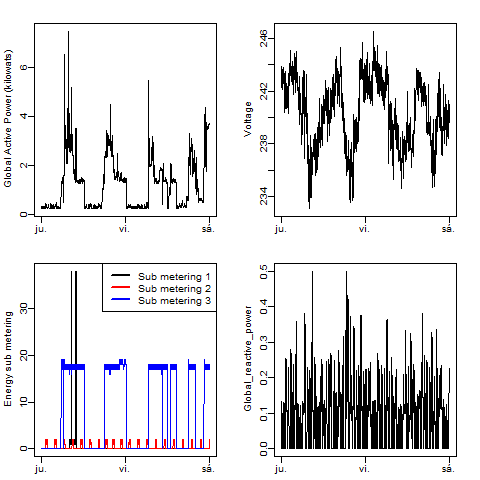 Global Active Power (kilowats)
0 2 4 6
ju. vi. sá.
Voltage
234 238 242 246
ju. vi. sá.
Energy sub metering
0 10 20 30
Sub metering 1
Sub metering 2
Sub metering 3
ju. vi. sá.
Global_reactive_power
0.0 0.1 0.2 0.3 0.4 0.5
ju. vi. sá.